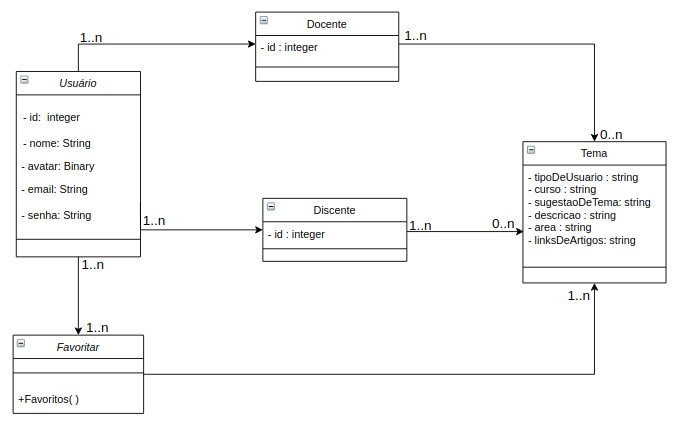 Docente
- id : integer
1..n
1..n
0..n
Usuário
- id:  integer
- nome: String
- avatar: Binary
- email: String
- senha: String
Tema
- tipoDeUsuario : string
- curso : string
- sugestaoDeTema: string
- descricao : string
- area : string
- linksDeArtigos: string
Discente
- id : integer
1..n
1..n
0..n
1..n
1..n
1..n
Favoritar
+Favoritos( )